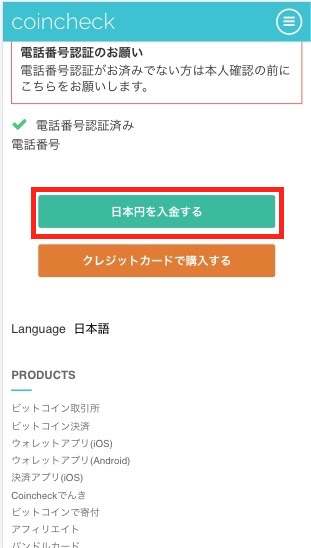 coincheck
電話番号認証のお願い
電話番号認証がお済みでない方は本人確認の前に
こちらをお願いします。
電話番号認証済み
電話番号
日本円を入金する
クレジットカードで購入する
Language 日本語
PRODUCTS
ビットコイン取引所
ビットコイン決済
ウォレットアプリ(iOS)
ウォレットアプリ(Android)
決済アプリ(iOS)
Coincheckでんき
ビットコインで寄付
アフィリエイト
バンドルカード